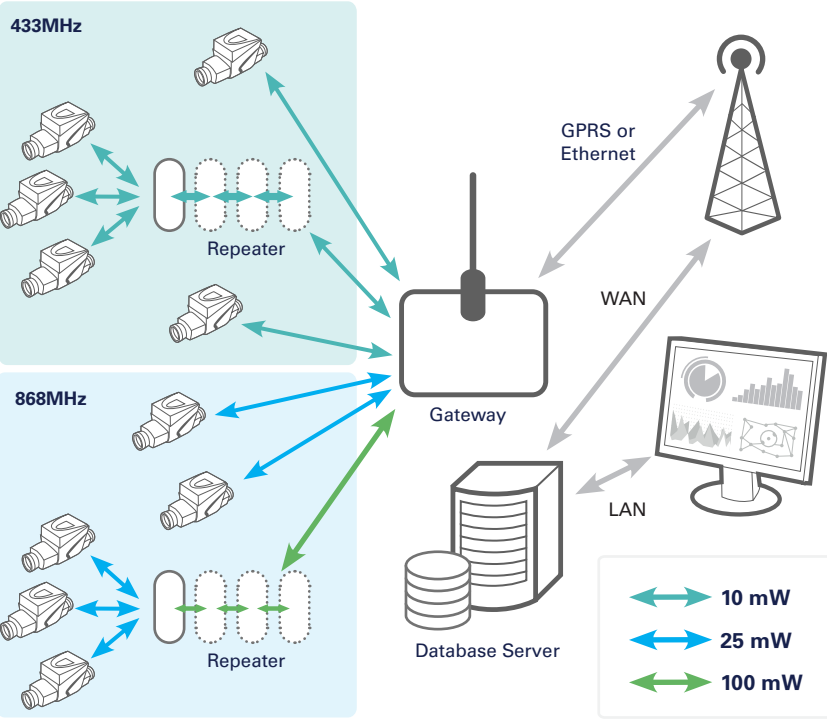 433MHz
Repeater
GPRS or
Ethernet
WAN
Gateway
868MHz
Repeater
LAN
Database Server
10 mW
25 mW
100 mW